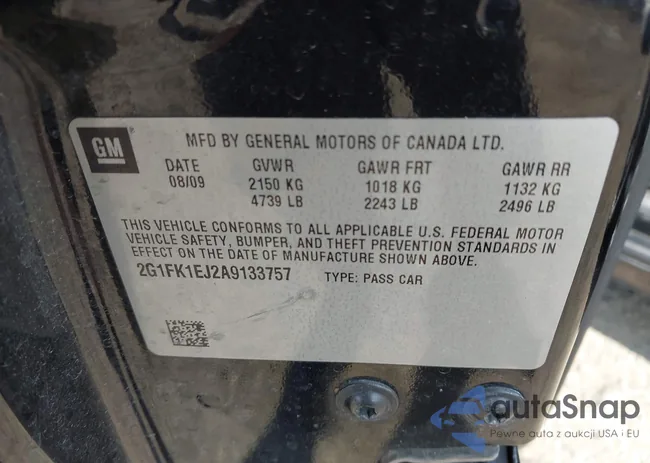 GM
MFD BY GENERAL MOTORS OF CANADA LTD.
DATE GVWR GAWR FRT GAWR RR
08/09 2150 KG 1018 KG 1132 KG
4739 LB 2243 LB 2496 LB
THIS VEHICLE CONFORMS TO ALL APPLICABLE U.S. FEDERAL MOTOR
VEHICLE SAFETY, BUMPER, AND THEFT PREVENTION STANDARDS IN
EFFECT ON THE DATE OF MANUFACTURE SHOWN ABOVE.
2G1FK1EJ2A9133757 TYPE: PASS CAR
autaSnap
Pewne auta z aukcji USA i EU